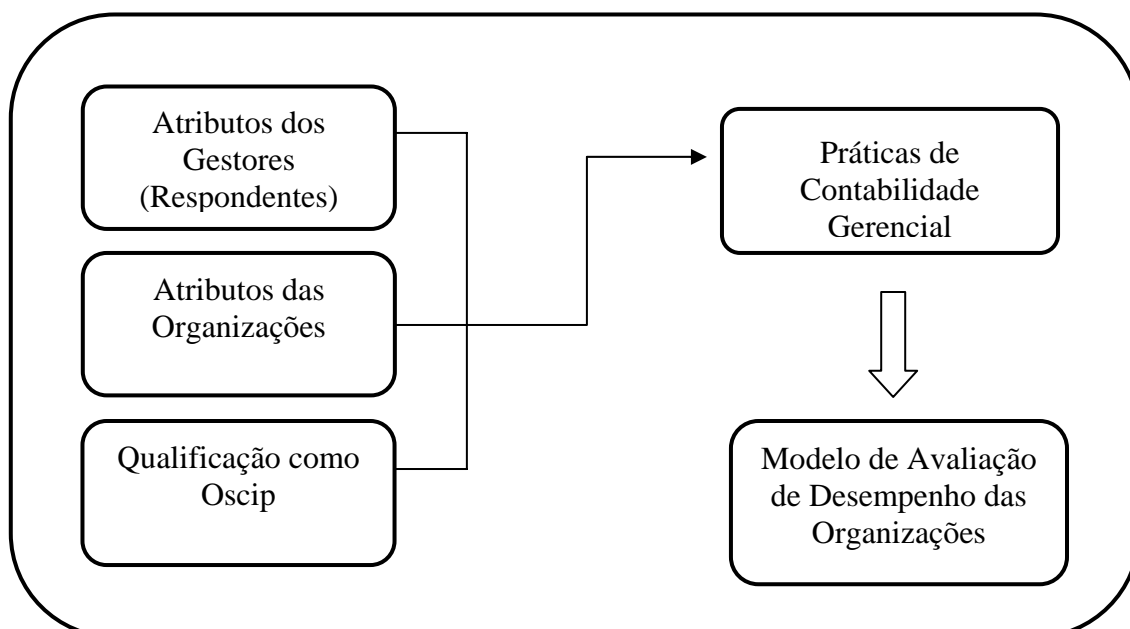 Atributos dos
Gestores
(Respondentes)
Atributos das
Organizações
Qualificação como
Oscip
Práticas de
Contabilidade
Gerencial
Modelo de Avaliação
de Desempenho das
Organizações